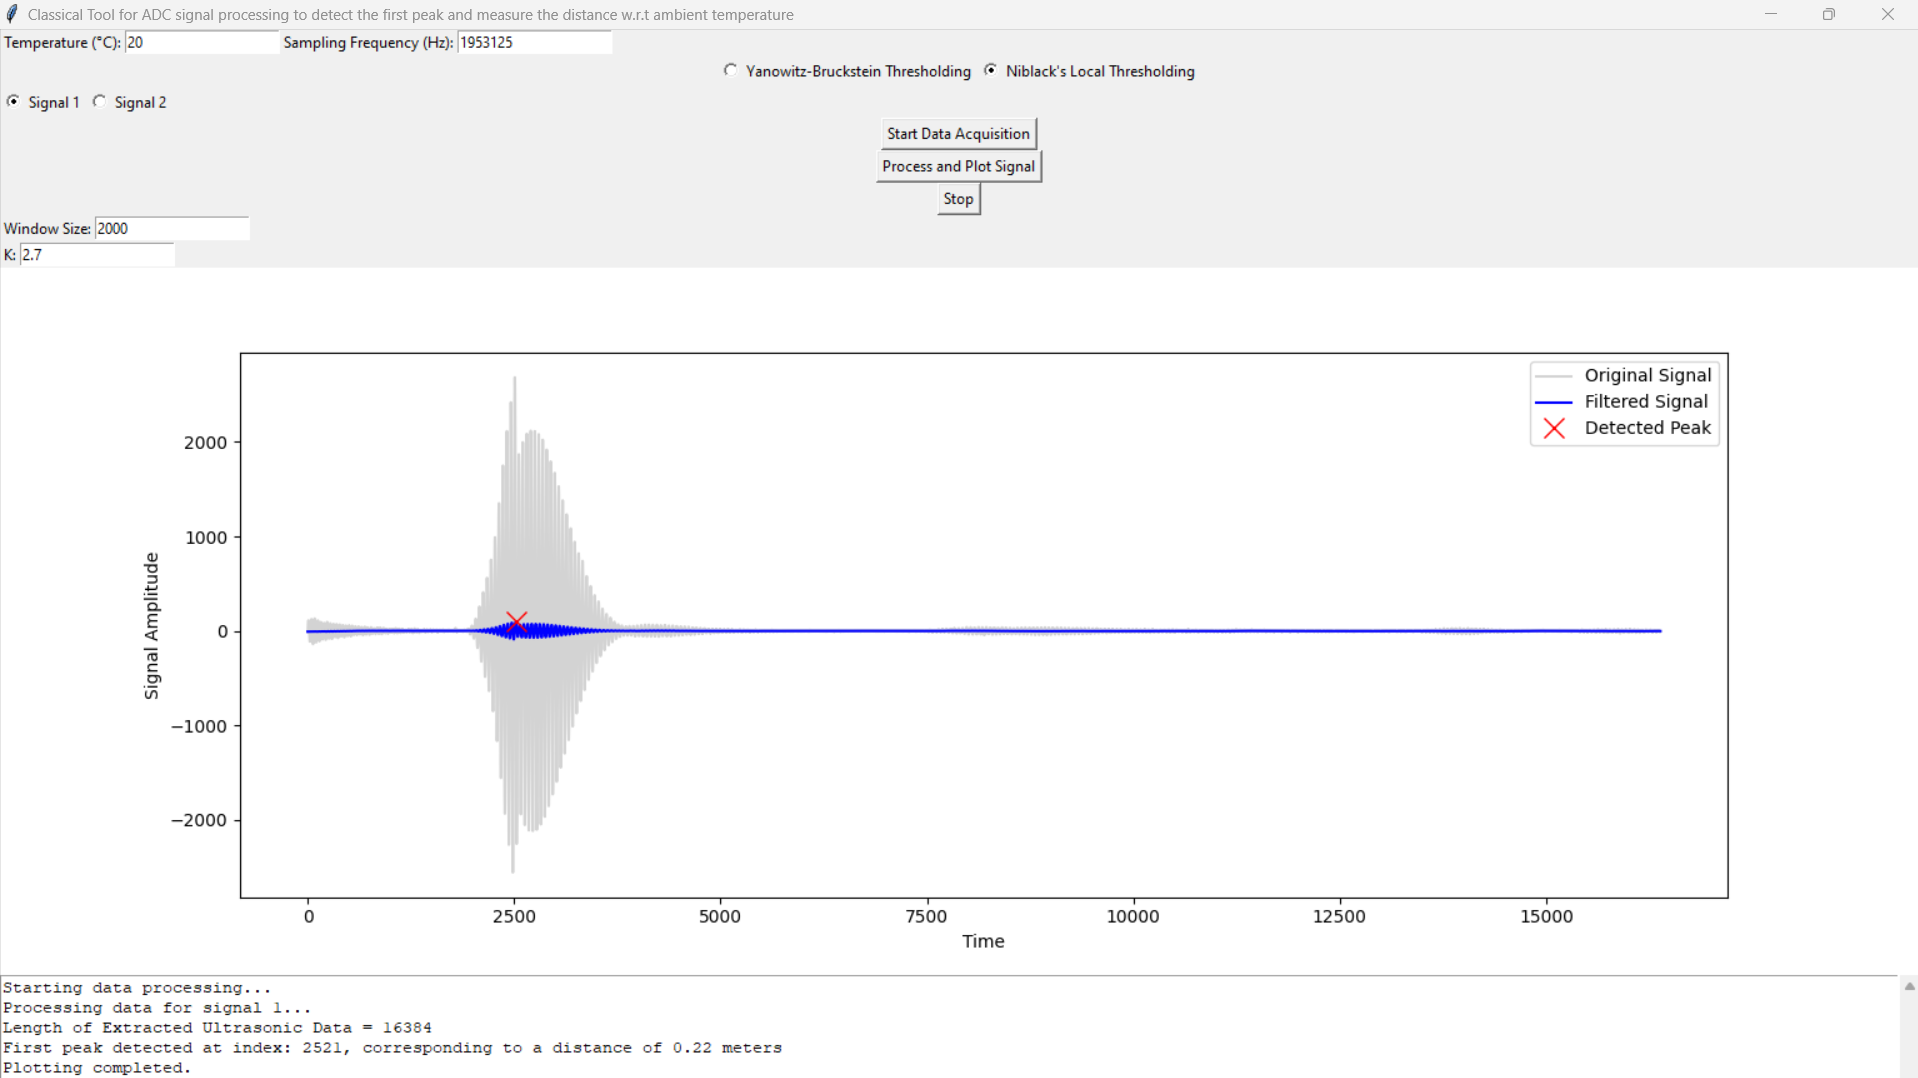 Classical Tool for ADC signal processing to detect the first peak and measure the distance w.r.t ambient temperature
Temperature (°C): 20 Sampling Frequency (Hz): 1953125
Yanowitz-Bruckstein Thresholding Niblack's Local Thresholding
Signal 1 Signal 2
Start Data Acquisition
Process and Plot Signal
Stop
Window Size: 2000
K: 2.7
Original Signal
Filtered Signal
Detected Peak
2000
1000
0
−1000
−2000
Signal Amplitude
0 2500 5000 7500 10000 12500 15000
Time
Starting data processing...
Processing data for signal 1...
Length of Extracted Ultrasonic Data = 16384
First peak detected at index: 2521, corresponding to a distance of 0.22 meters
Plotting completed.